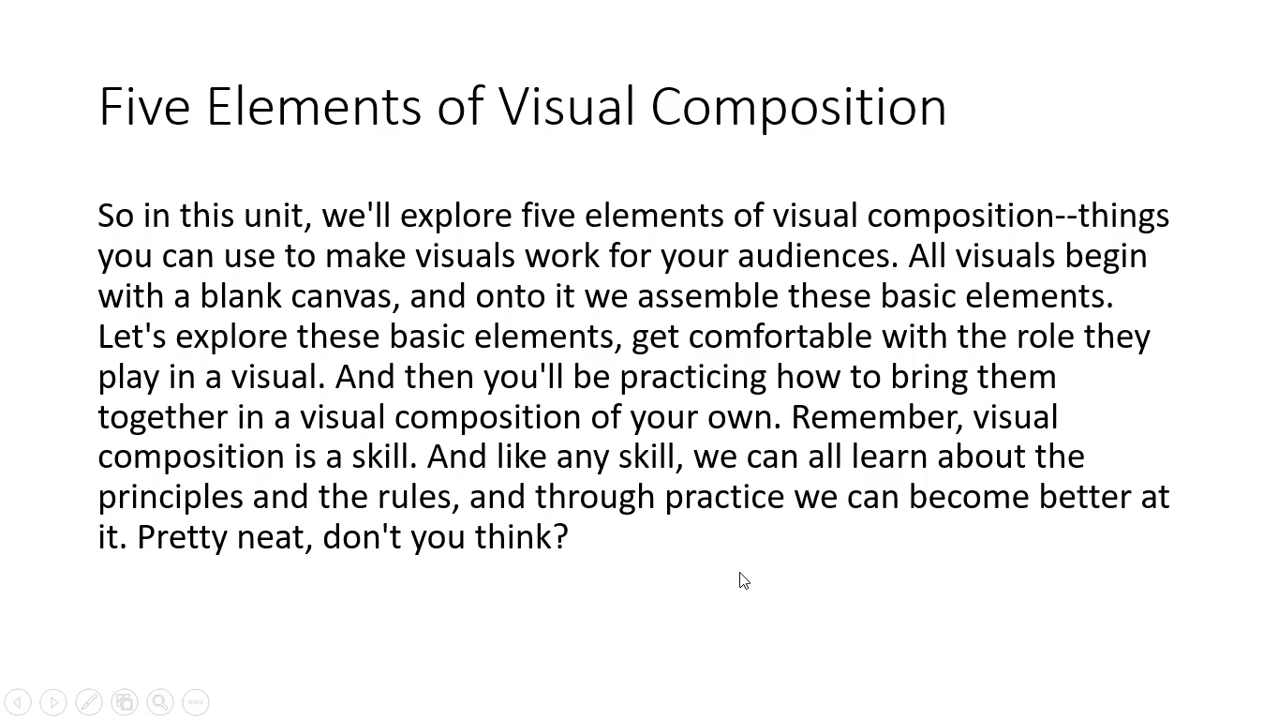 Five Elements of Visual Composition
So in this unit, we'll explore five elements of visual composition--things
you can use to make visuals work for your audiences. All visuals begin
with a blank canvas, and onto it we assemble these basic elements.
Let's explore these basic elements, get comfortable with the role they
play in a visual. And then you'll be practicing how to bring them
together in a visual composition of your own. Remember, visual
composition is a skill. And like any skill, we can all learn about the
principles and the rules, and through practice we can become better at
it. Pretty neat, don't you think?